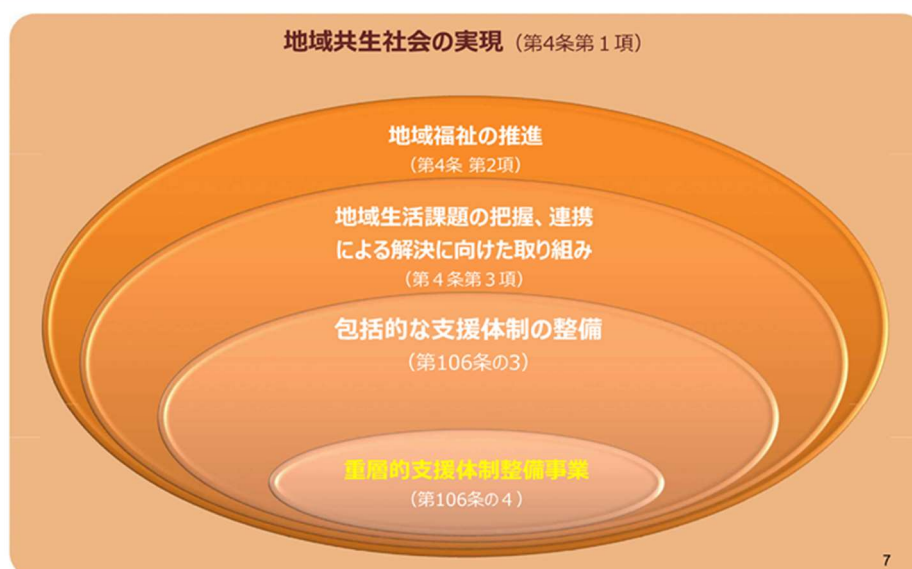 地域共生社会の実現（第4条第１項）
地域福祉の推進
（第4条 第2項）
地域生活課題の把握、連携
による解決に向けた取り組み
（第４条第３項）
包括的な支援体制の整備
（第106条の3）
重層的支援体制整備事業
（第106条の４）
7